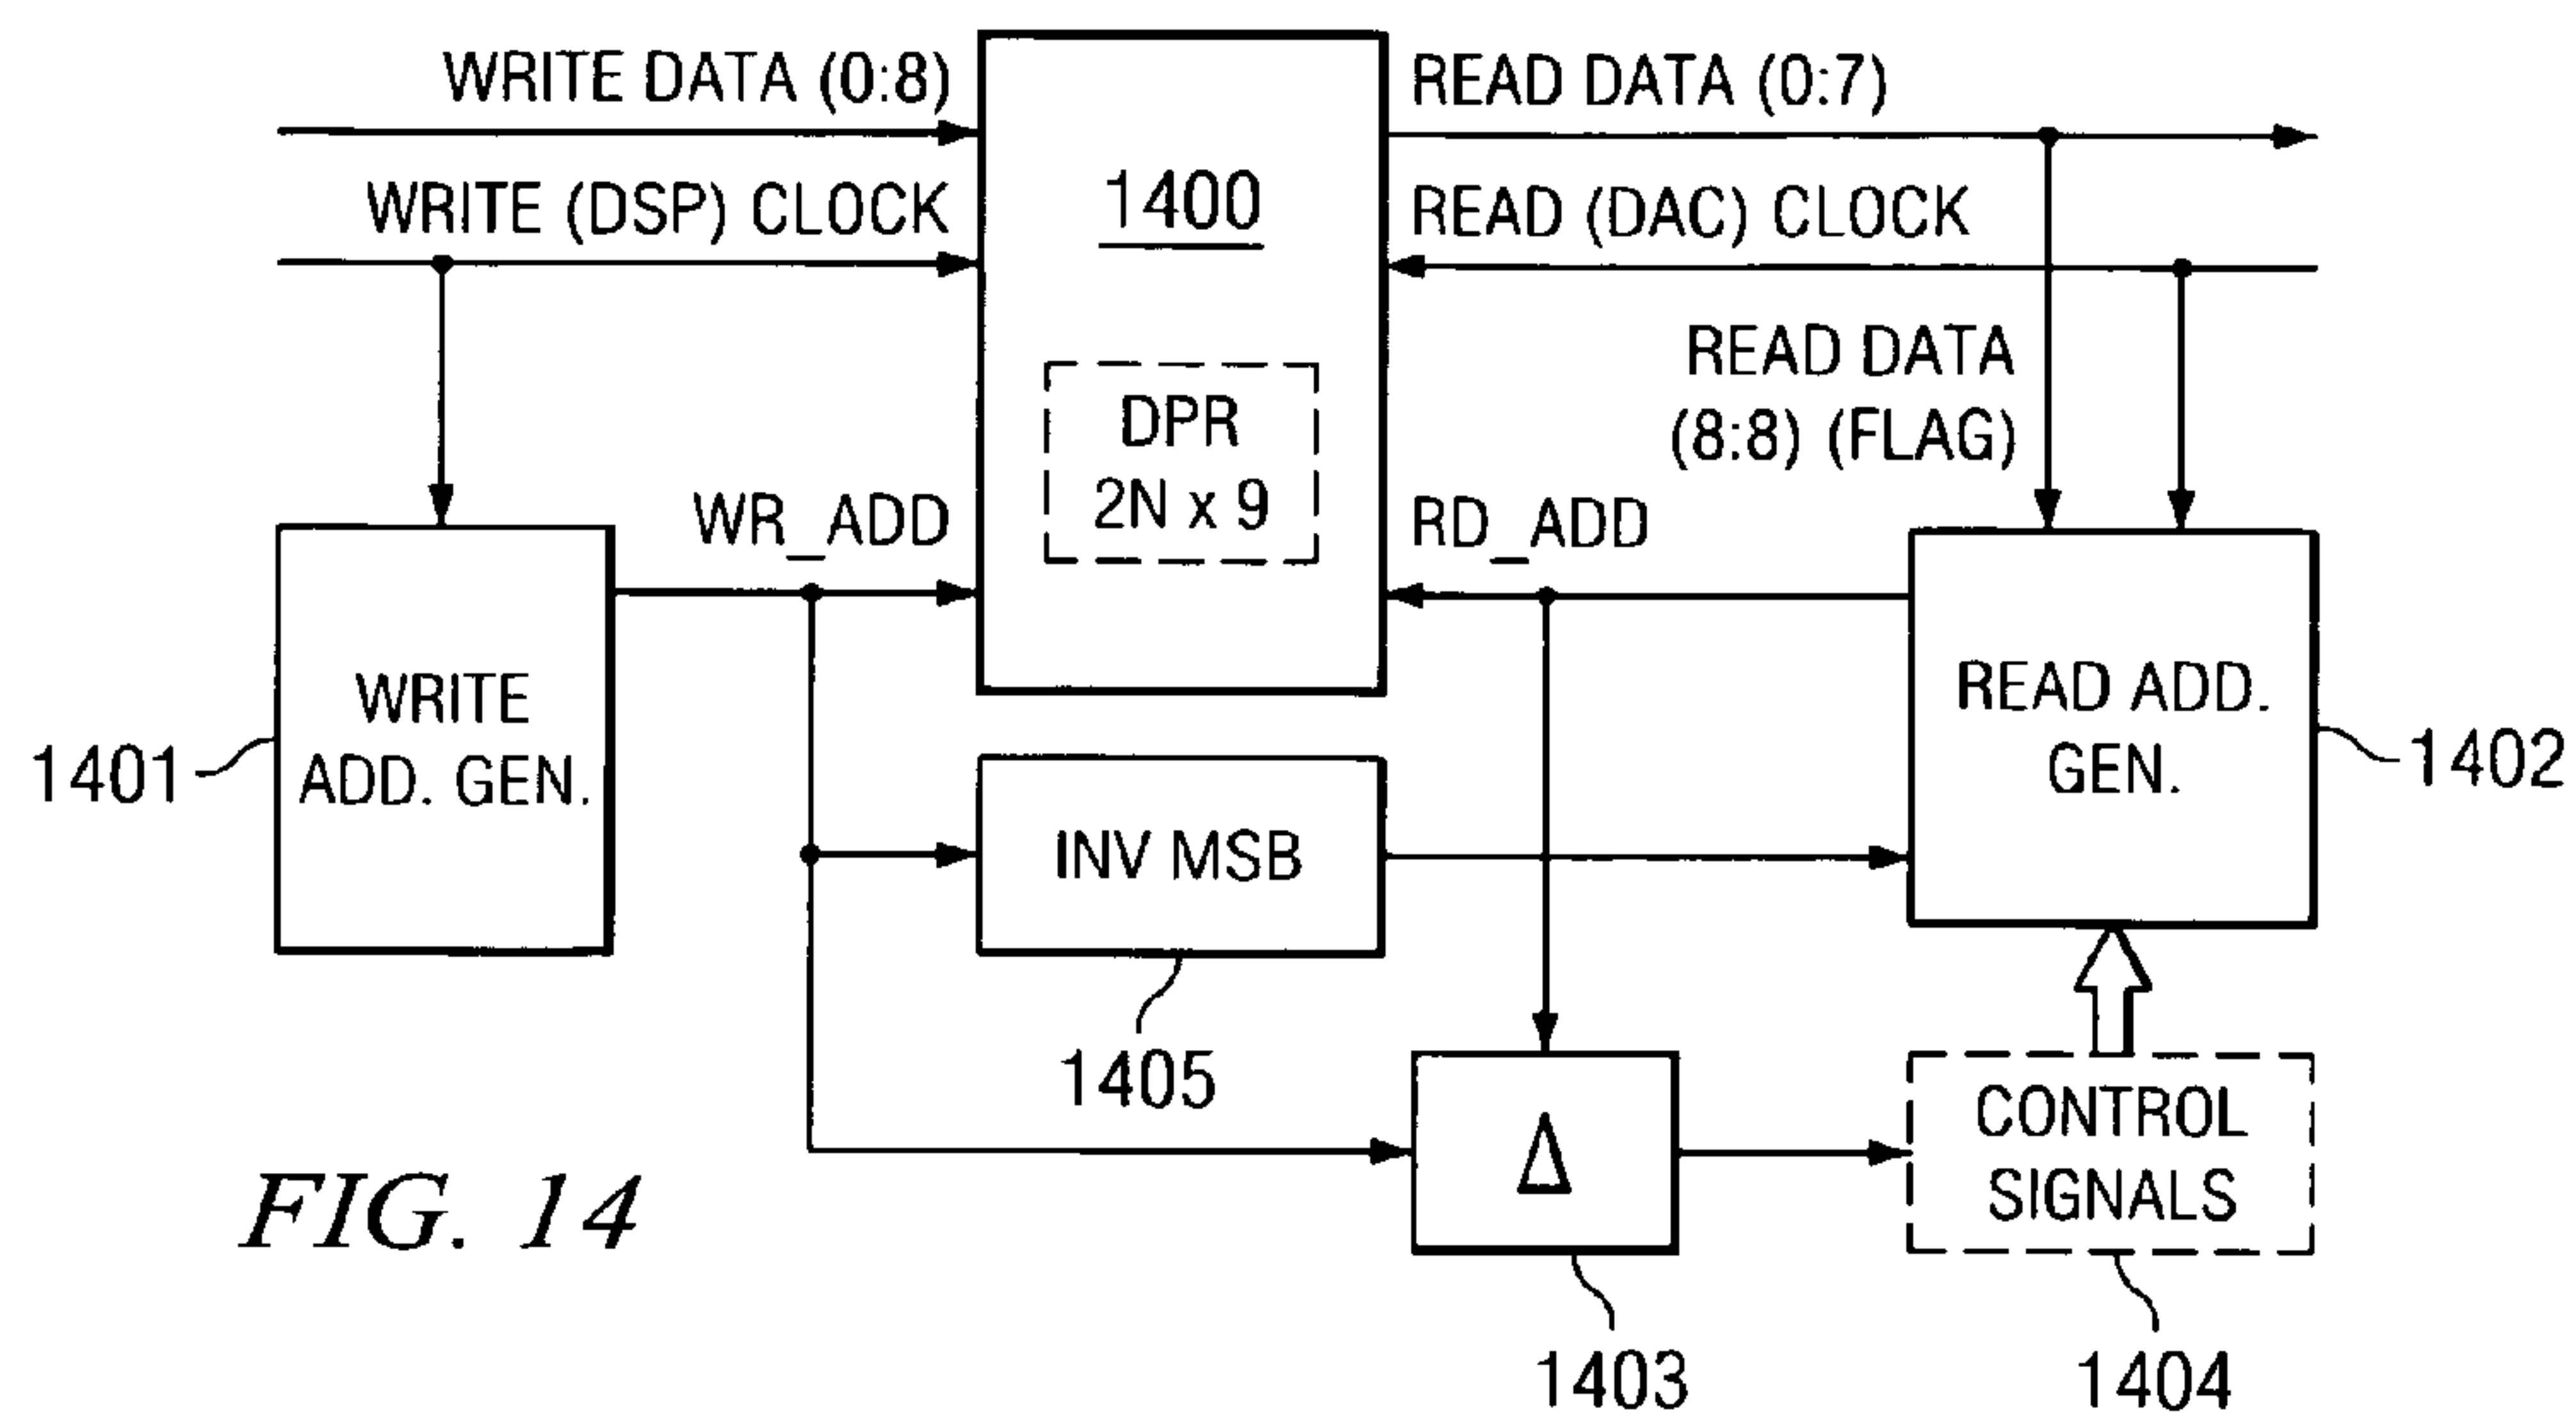 WRITE DATA (0:8)
READ DATA (0:7)
WRITE (DSP) CLOCK
1400
READ (DAC) CLOCK
READ DATA
(8:8) (FLAG)
DPR
2N x 9
WR_ADD
RD_ADD
WRITE
ADD. GEN.
1401
READ ADD.
GEN.
1402
INV MSB
1405
Δ
CONTROL
SIGNALS
FIG. 14
1403
1404